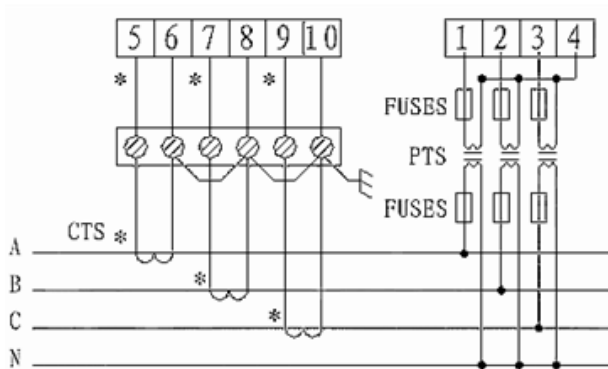 5 6 7 8 9 10 1 2 3 4
* * *
FUSES
PTS
FUSES
CTS *
A
*
B
*
C
N